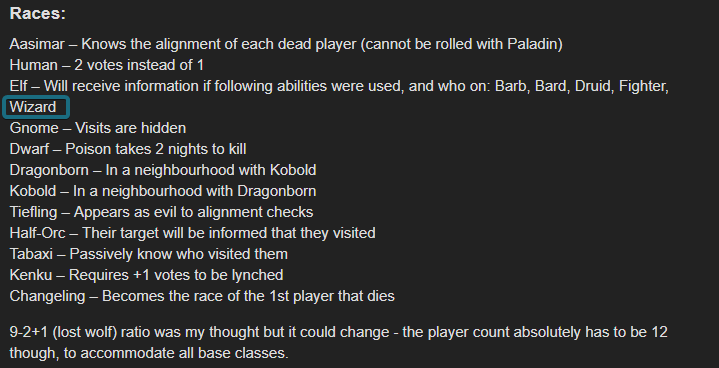 Races:
Aasimar – Knows the alignment of each dead player (cannot be rolled with Paladin)
Human – 2 votes instead of 1
Elf – Will receive information if following abilities were used, and who on: Barb, Bard, Druid, Fighter,
Wizard
Gnome – Visits are hidden
Dwarf – Poison takes 2 nights to kill
Dragonborn – In a neighbourhood with Kobold
Kobold – In a neighbourhood with Dragonborn
Tiefling – Appears as evil to alignment checks
Half-Orc – Their target will be informed that they visited
Tabaxi – Passively know who visited them
Kenku – Requires +1 votes to be lynched
Changeling – Becomes the race of the 1st player that dies
9-2+1 (lost wolf) ratio was my thought but it could change - the player count absolutely has to be 12
though, to accommodate all base classes.